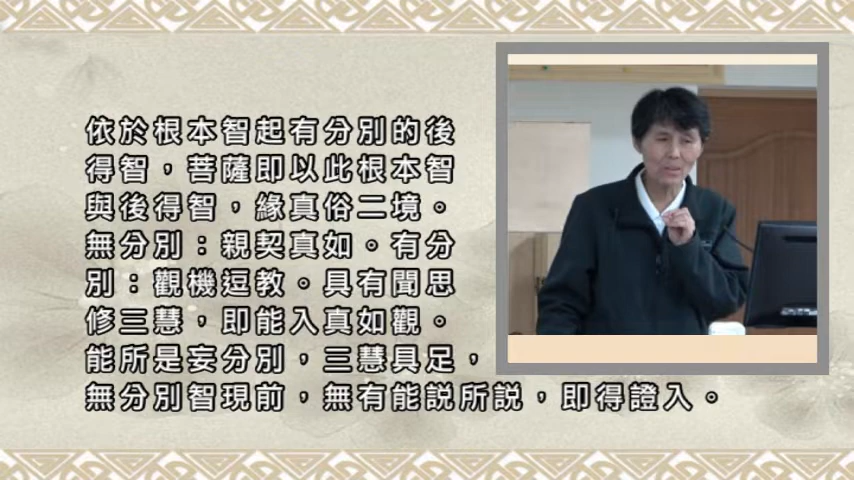 依於根本智起有分別的後
得智，菩薩即以此根本智
與後得智，緣真俗二境。
無分別：親契真如。有分
別：觀機逗教。具有聞思
修三慧，即能入真如觀。
能所是妄分別，三慧具足，
無分別智現前，無有能說所說，即得證入。